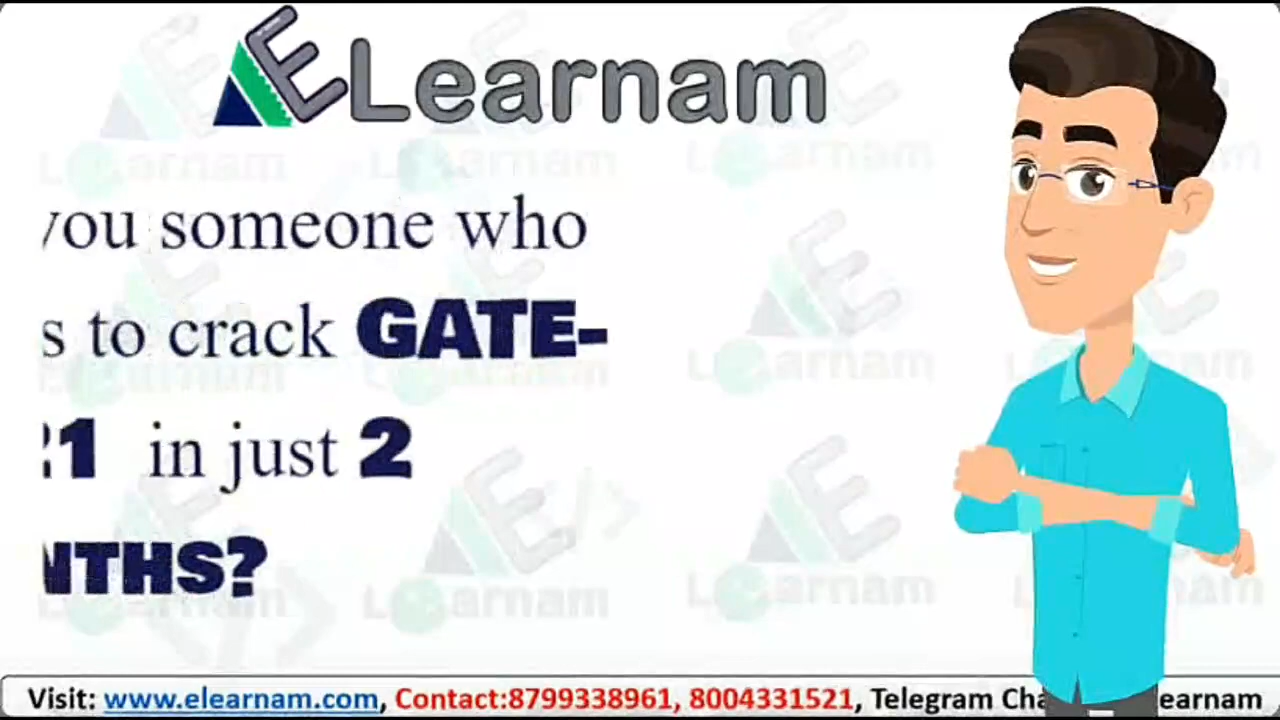 ELearnam
you someone who
s to crack GATE-
21 in just 2
NTHS?
Visit: www.elearnam.com, Contact:8799338961, 8004331521, Telegram Cha learnam